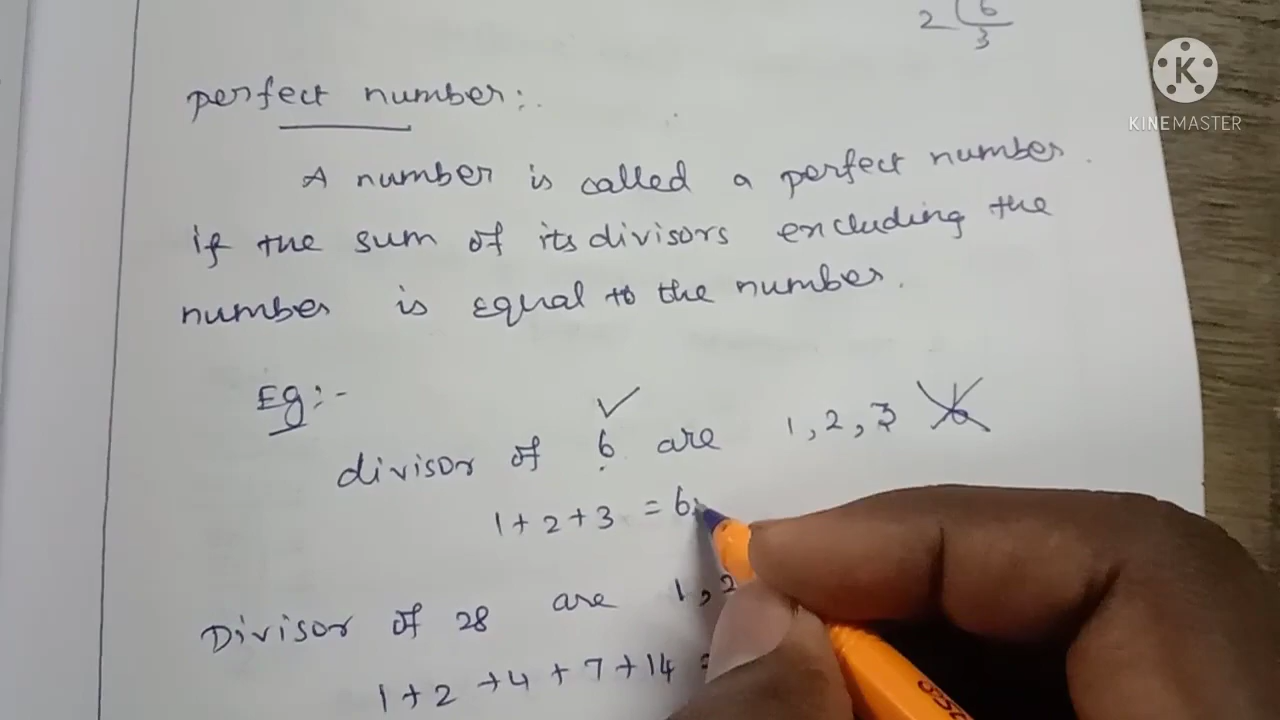 2 6
3
KINEMASTER
perfect number:
A number is called a perfect number
if the sum of its divisors excluding the
number is equal to the number.
Eg:-
divisor of 6 are 1, 2, 3
1+2+3 = 6
Divisor of 28 are 1, 2
1+2+4+7+14 =